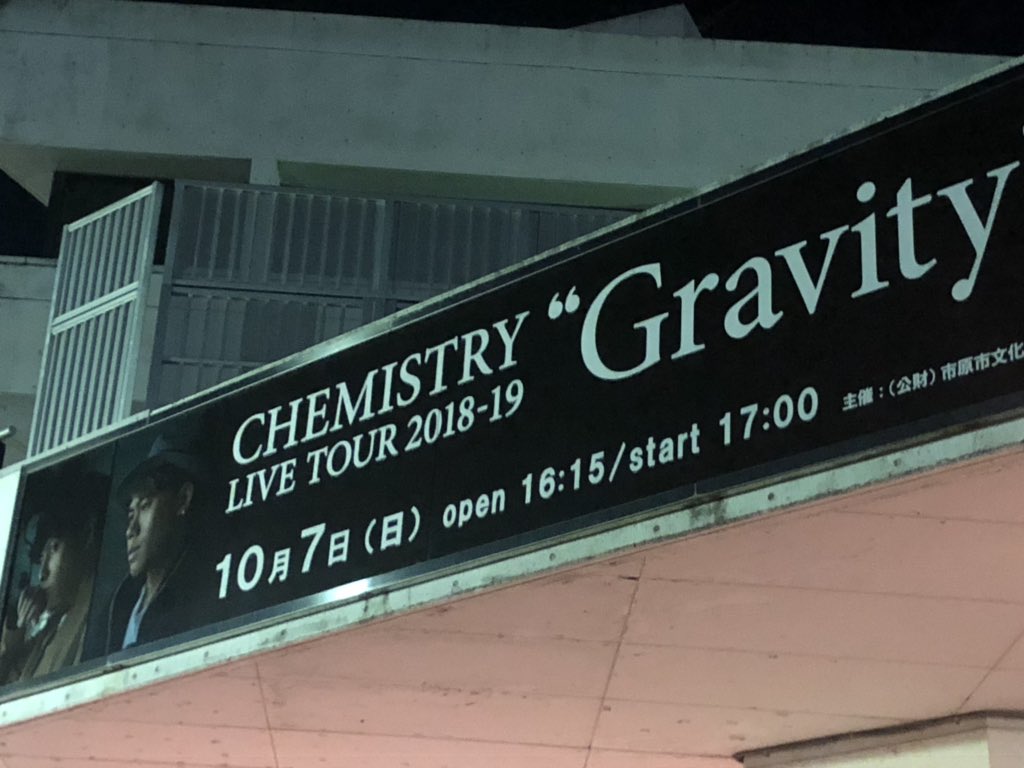 CHEMISTRY
LIVE TOUR 2018-19
“Gravity
10月7日（日） open 16:15/start 17:00
主催：（公財）市原市文化